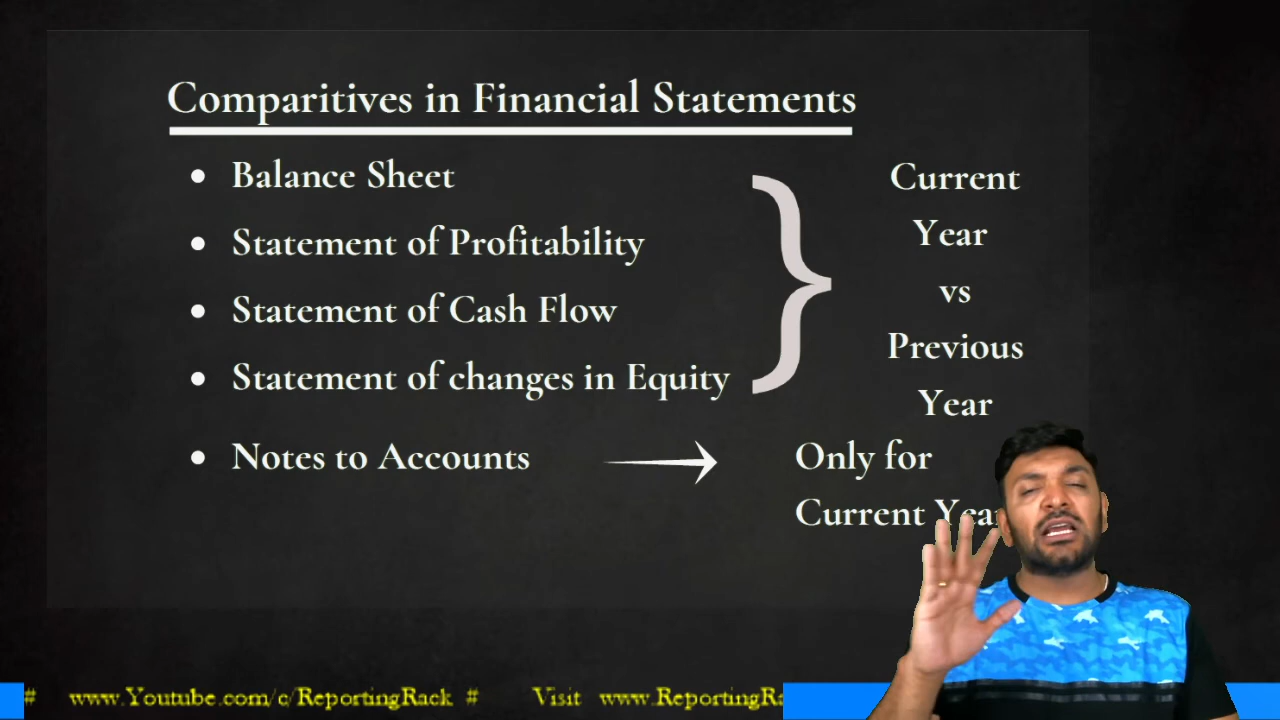 Comparitives in Financial Statements
Balance Sheet
Statement of Profitability
Statement of Cash Flow
Statement of changes in Equity
Current
Year
vs
Previous
Year
Notes to Accounts
Only for
Current
# www.Youtube.com/c/ReportingRack # Visit